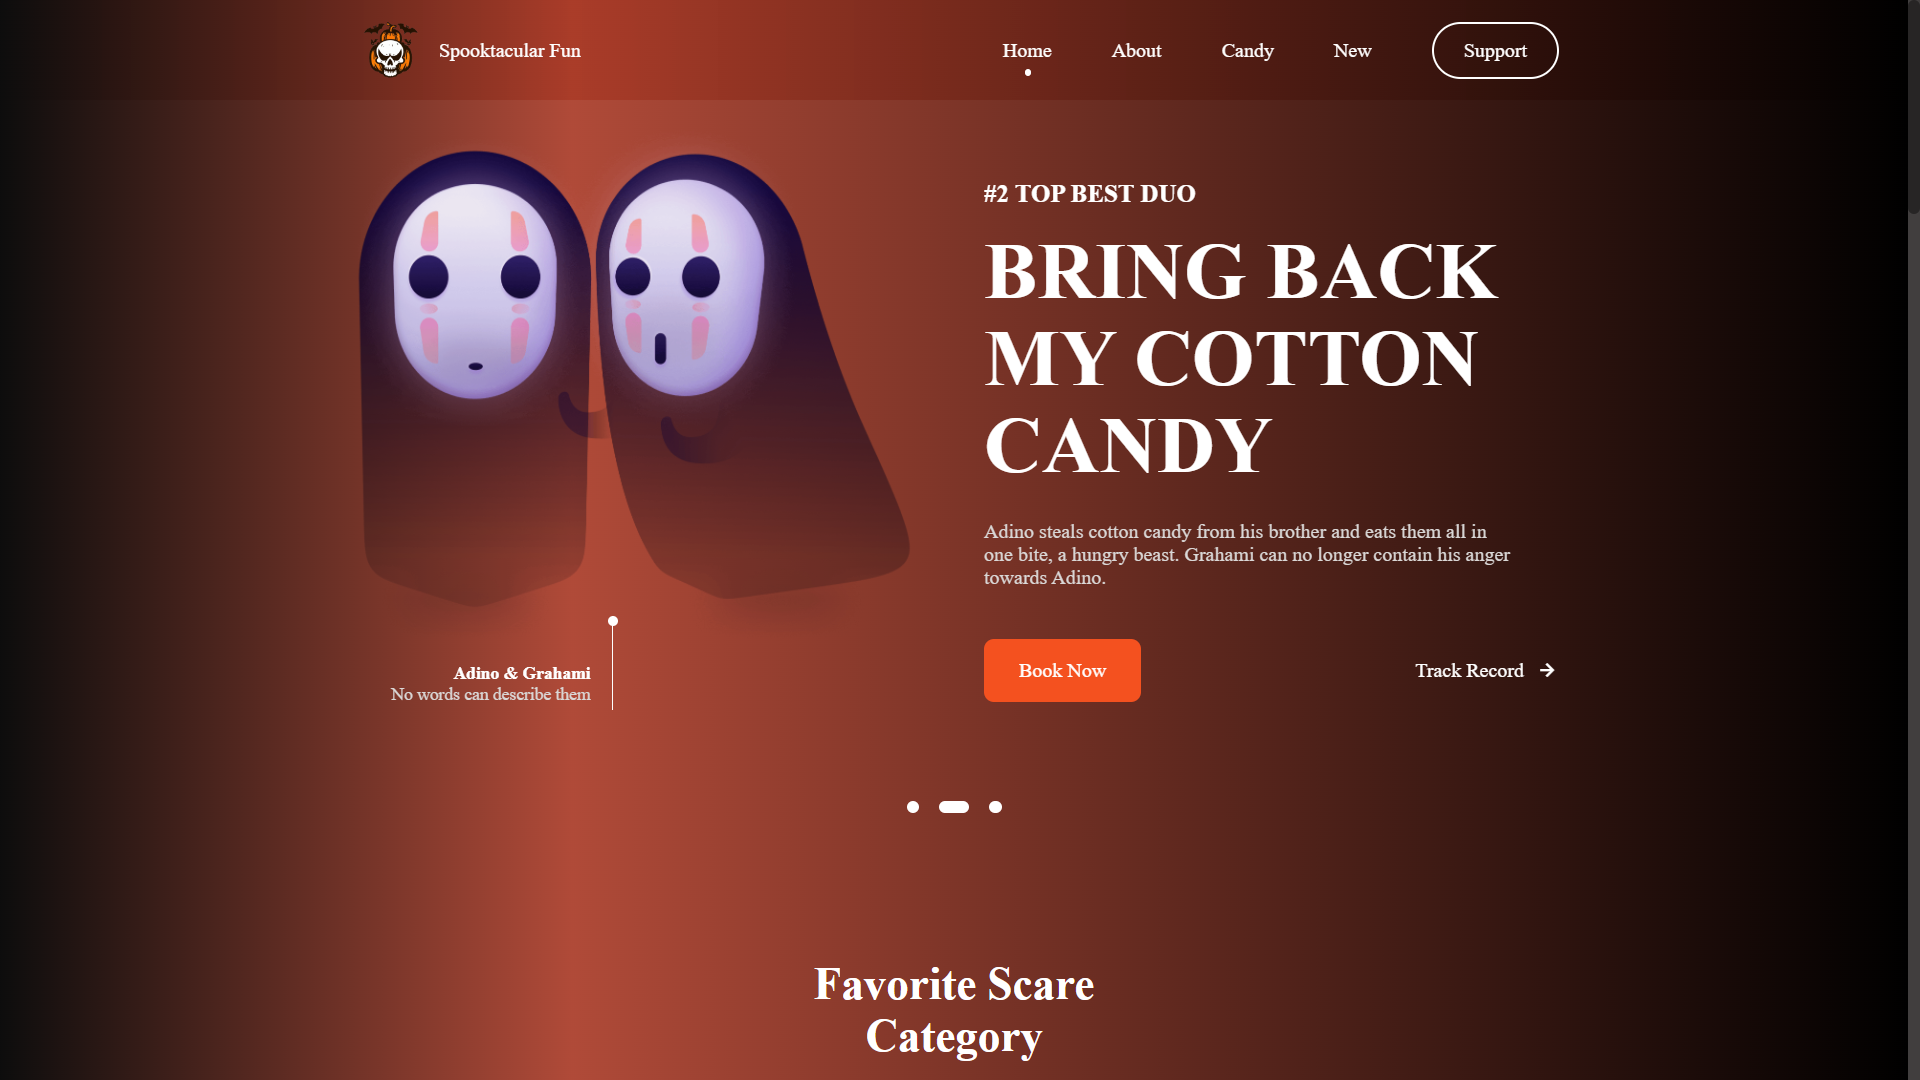 Spooktacular Fun
Home
About
Candy
New
Support
#2 TOP BEST DUO
BRING BACK
MY COTTON
CANDY
Adino steals cotton candy from his brother and eats them all in
one bite, a hungry beast. Grahami can no longer contain his anger
towards Adino.
Book Now
Track Record
Adino & Grahami
No words can describe them
Favorite Scare
Category